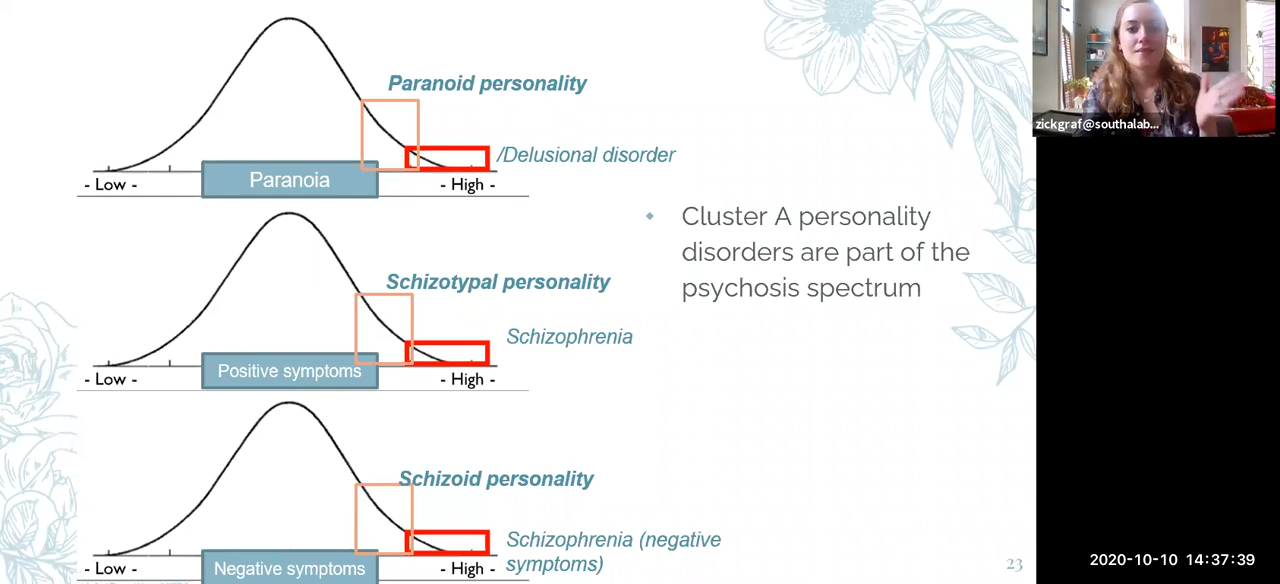 Paranoid personality
/Delusional disorder
Paranoia
- Low -
- High -
Schizotypal personality
Schizophrenia
Positive symptoms
- Low -
- High -
Schizoid personality
Schizophrenia (negative
symptoms)
Negative symptoms
- Low -
- High -
Cluster A personality
disorders are part of the
psychosis spectrum
23
zickgraf@southalab...
2020-10-10 14:37:39